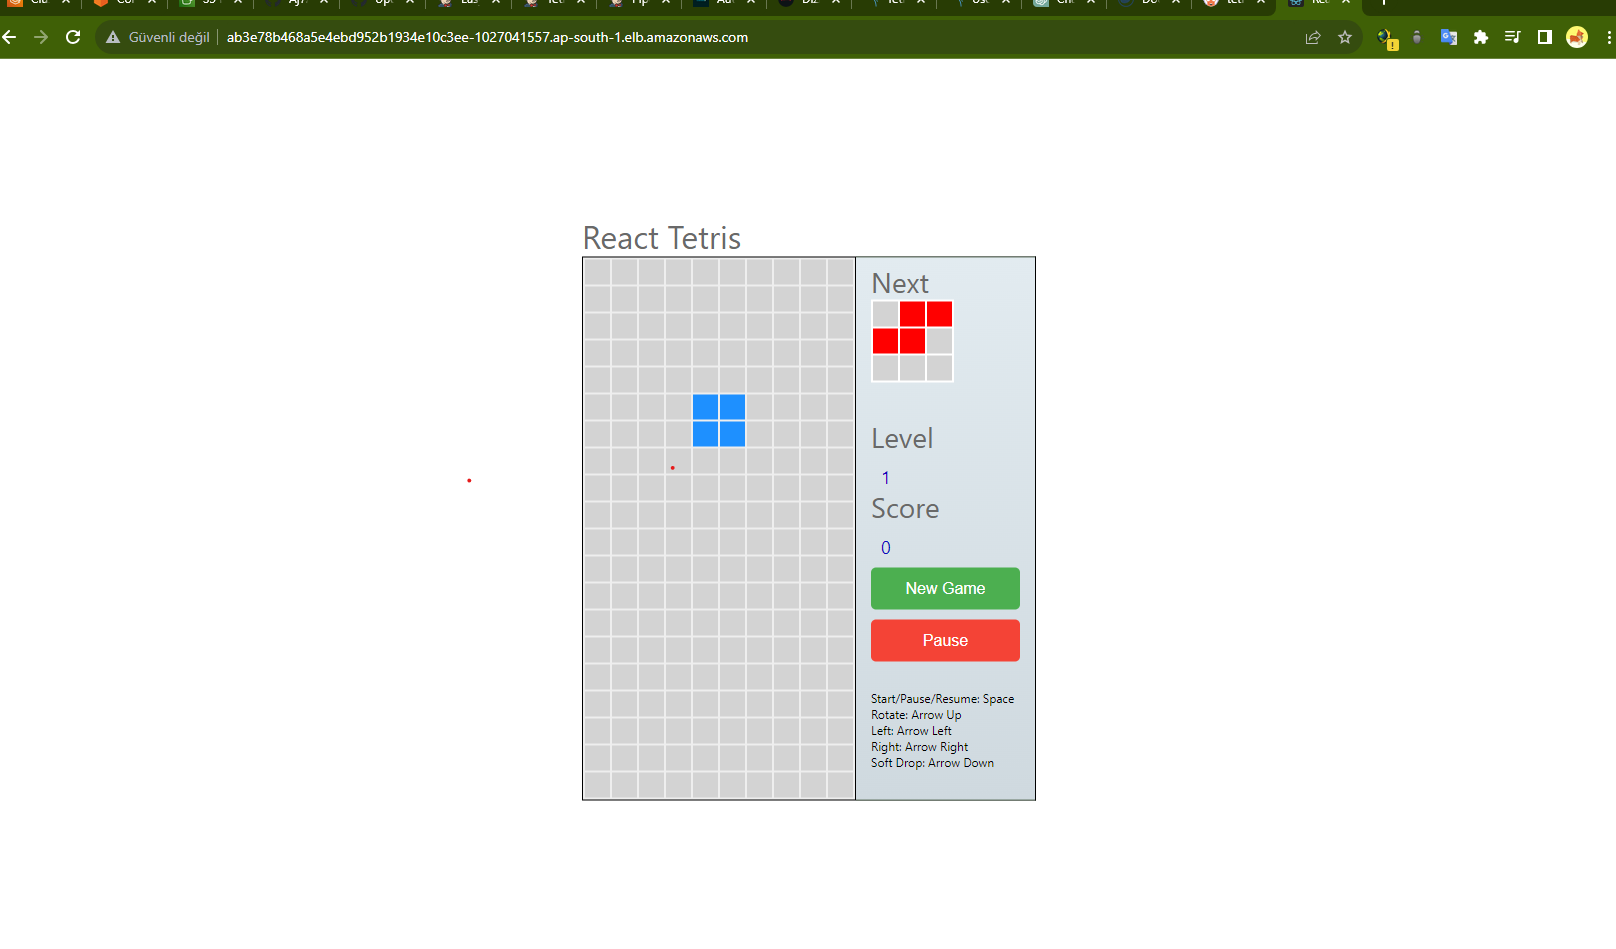 Güvenli değil
ab3e78b468a5e4ebd952b1934e10c3ee-1027041557.ap-south-1.elb.amazonaws.com
React Tetris
Next
Level
1
Score
0
New Game
Pause
Start/Pause/Resume: Space
Rotate: Arrow Up
Left: Arrow Left
Right: Arrow Right
Soft Drop: Arrow Down